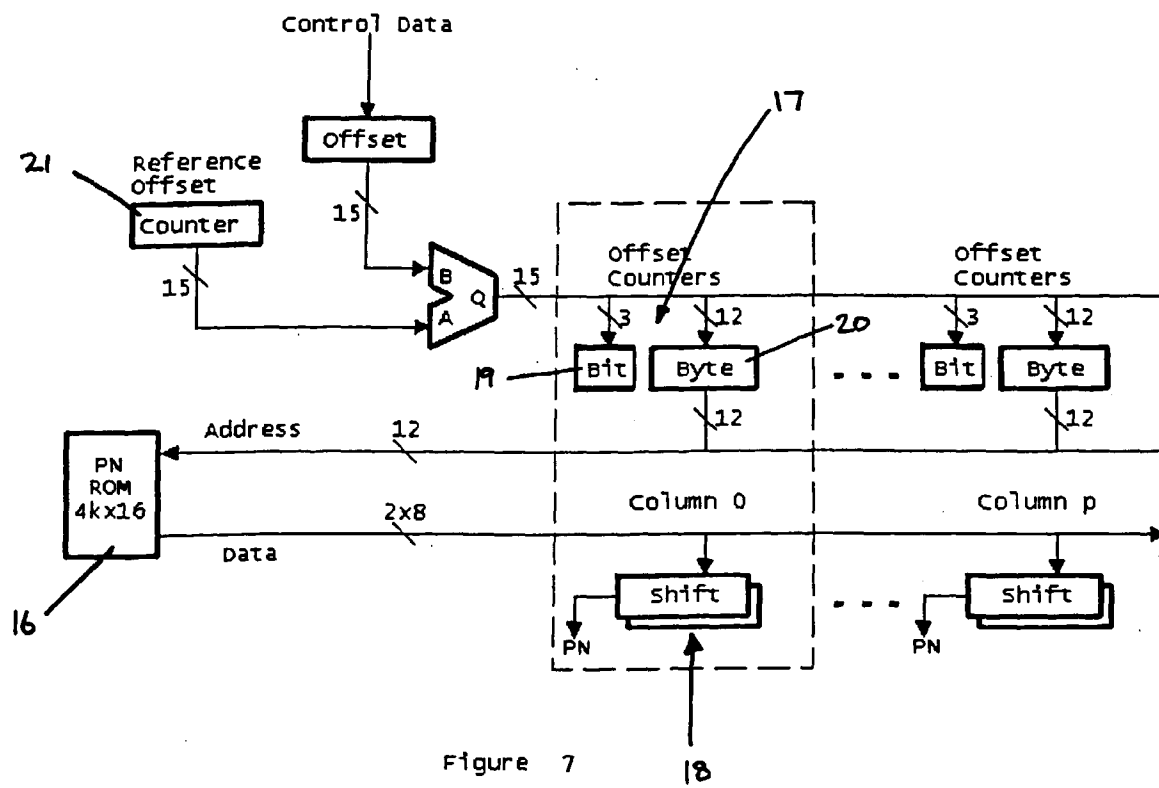 Control Data
17
Offset
21
Reference
Offset
Counter
15
15
B
Q
A
15
Offset
Counters
Offset
Counters
3
12
20
3
12
19
Bit
Byte
- - -
Bit
Byte
12
12
Address
12
PN
ROM
4kx16
Column 0
Column p
2x8
Data
Shift
- - -
Shift
16
PN
PN
18
Figure 7